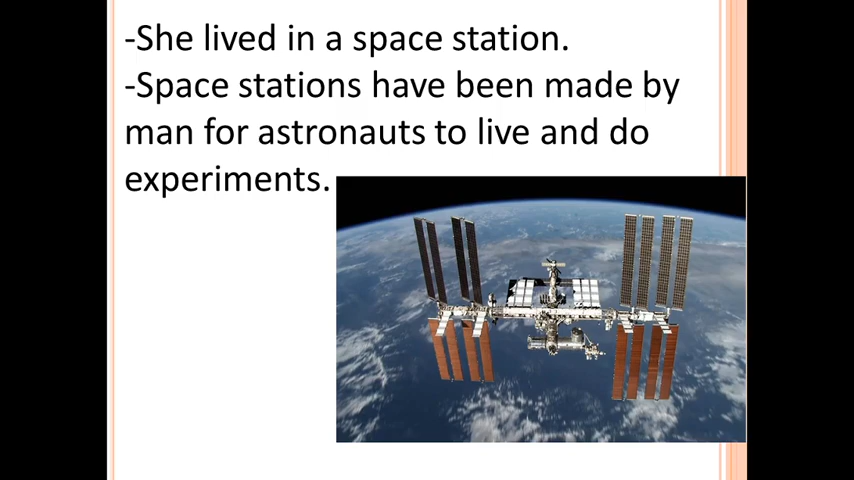 -She lived in a space station.
-Space stations have been made by
man for astronauts to live and do
experiments.